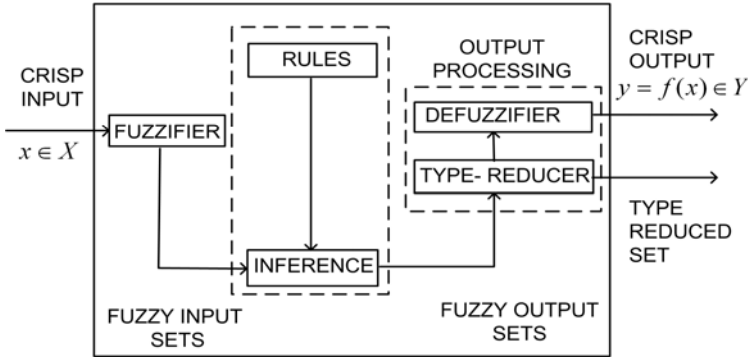 CRISP
INPUT
x ∈ X
FUZZIFIER
RULES
INFERENCE
FUZZY INPUT
SETS
OUTPUT
PROCESSING
DEFUZZIFIER
TYPE- REDUCER
FUZZY OUTPUT
SETS
CRISP
OUTPUT
y = f(x) ∈ Y
TYPE
REDUCED
SET